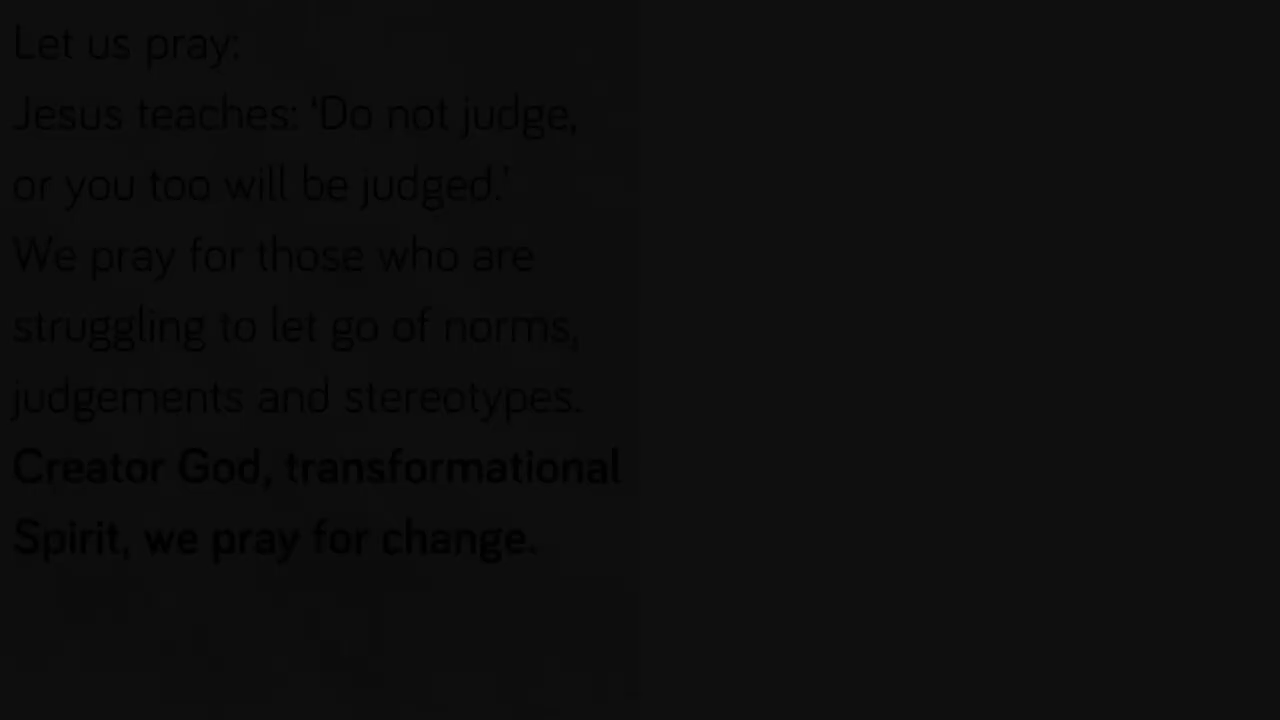 Let us pray:
Jesus teaches: ‘Do not judge,
or you too will be judged.’
We pray for those who are
struggling to let go of norms,
judgements and stereotypes.
Creator God, transformational
Spirit, we pray for change.